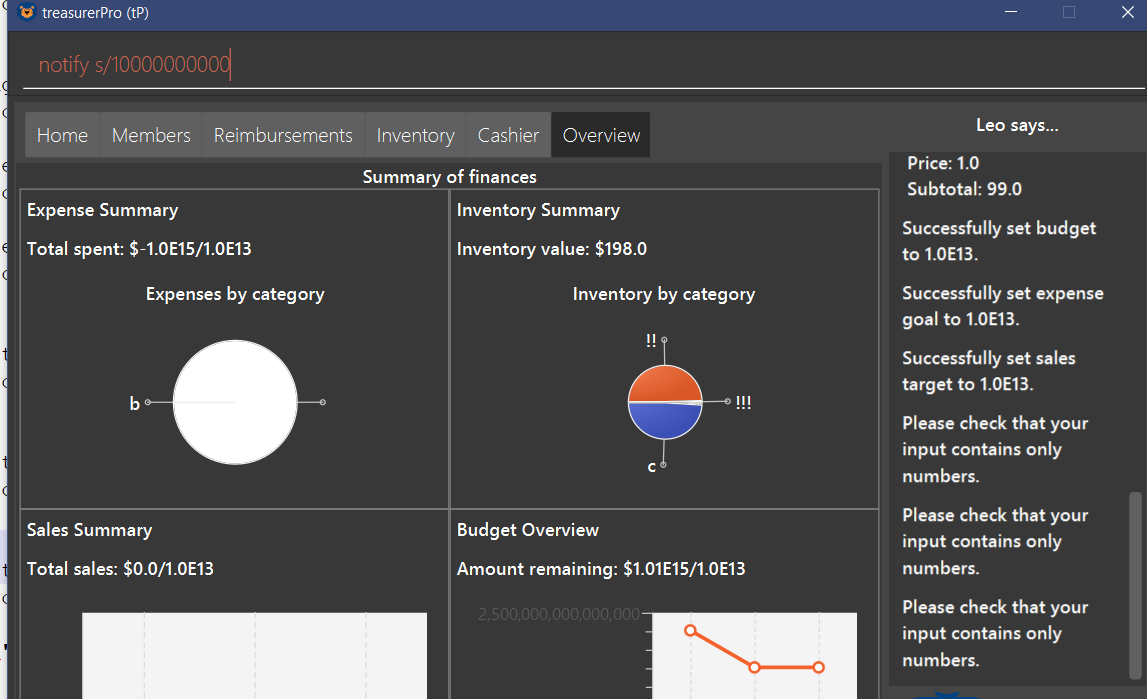 treasurerPro (tP)
notify s/10000000000
Home Members Reimbursements Inventory Cashier Overview
Summary of finances
Expense Summary
Total spent: $-1.0E15/1.0E13
Expenses by category
b
Inventory Summary
Inventory value: $198.0
Inventory by category
!!
!!!
c
Sales Summary
Total sales: $0.0/1.0E13
Budget Overview
Amount remaining: $1.01E15/1.0E13
2,500,000,000,000,000
Leo says...
Price: 1.0
Subtotal: 99.0
Successfully set budget
to 1.0E13.
Successfully set expense
goal to 1.0E13.
Successfully set sales
target to 1.0E13.
Please check that your
input contains only
numbers.
Please check that your
input contains only
numbers.
Please check that your
input contains only
numbers.